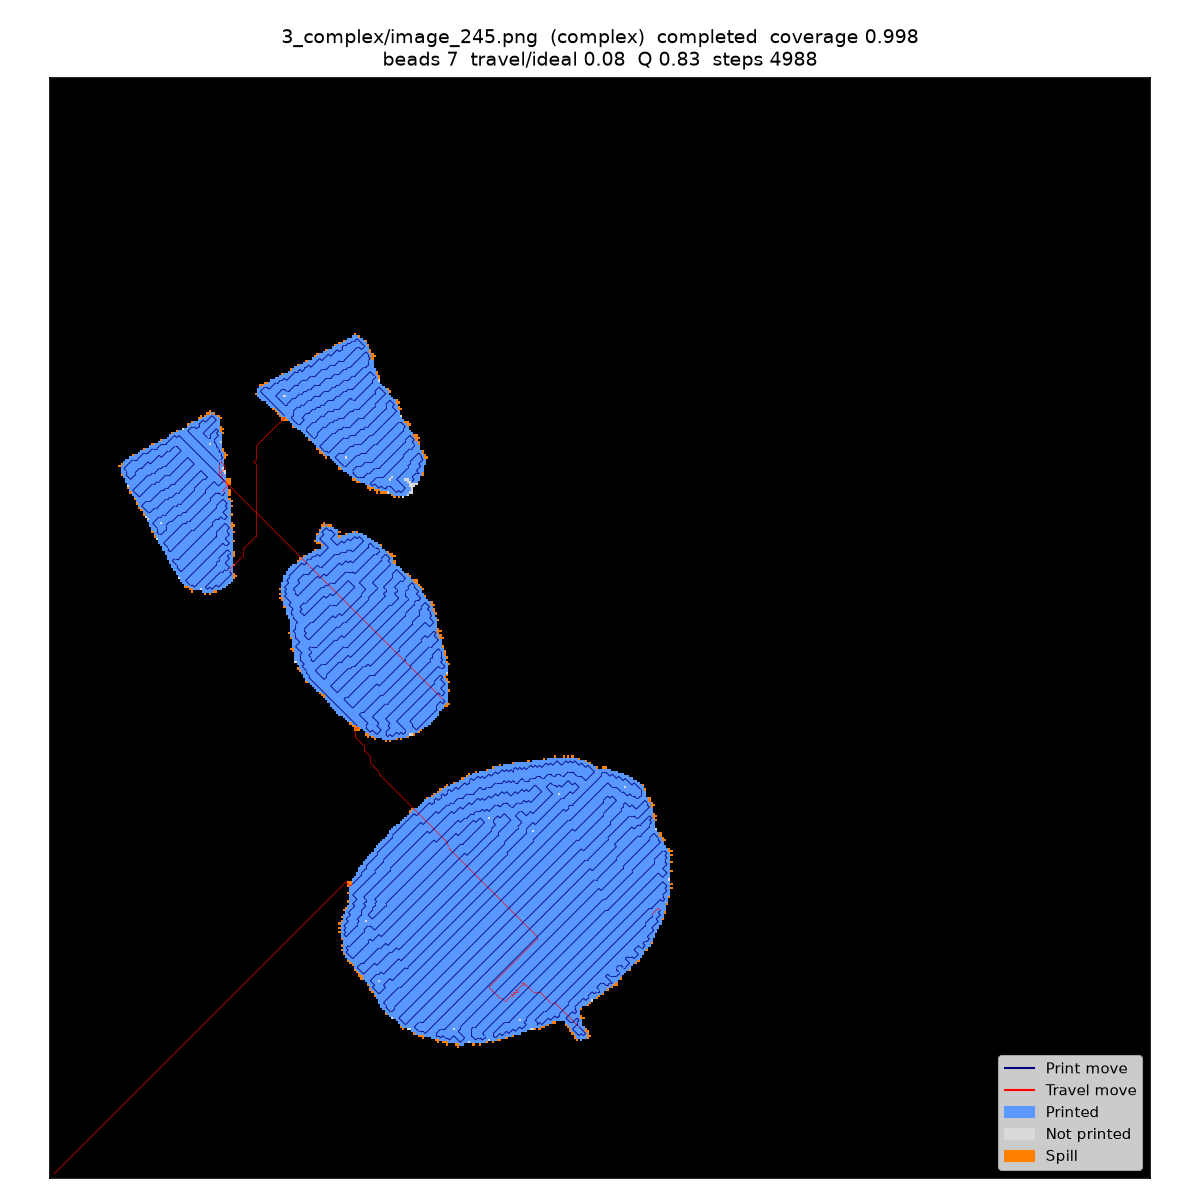 3_complex/image_245.png  (complex)  completed  coverage 0.998
beads 7  travel/ideal 0.08  Q 0.83  steps 4988
Print move
Travel move
Printed
Not printed
Spill